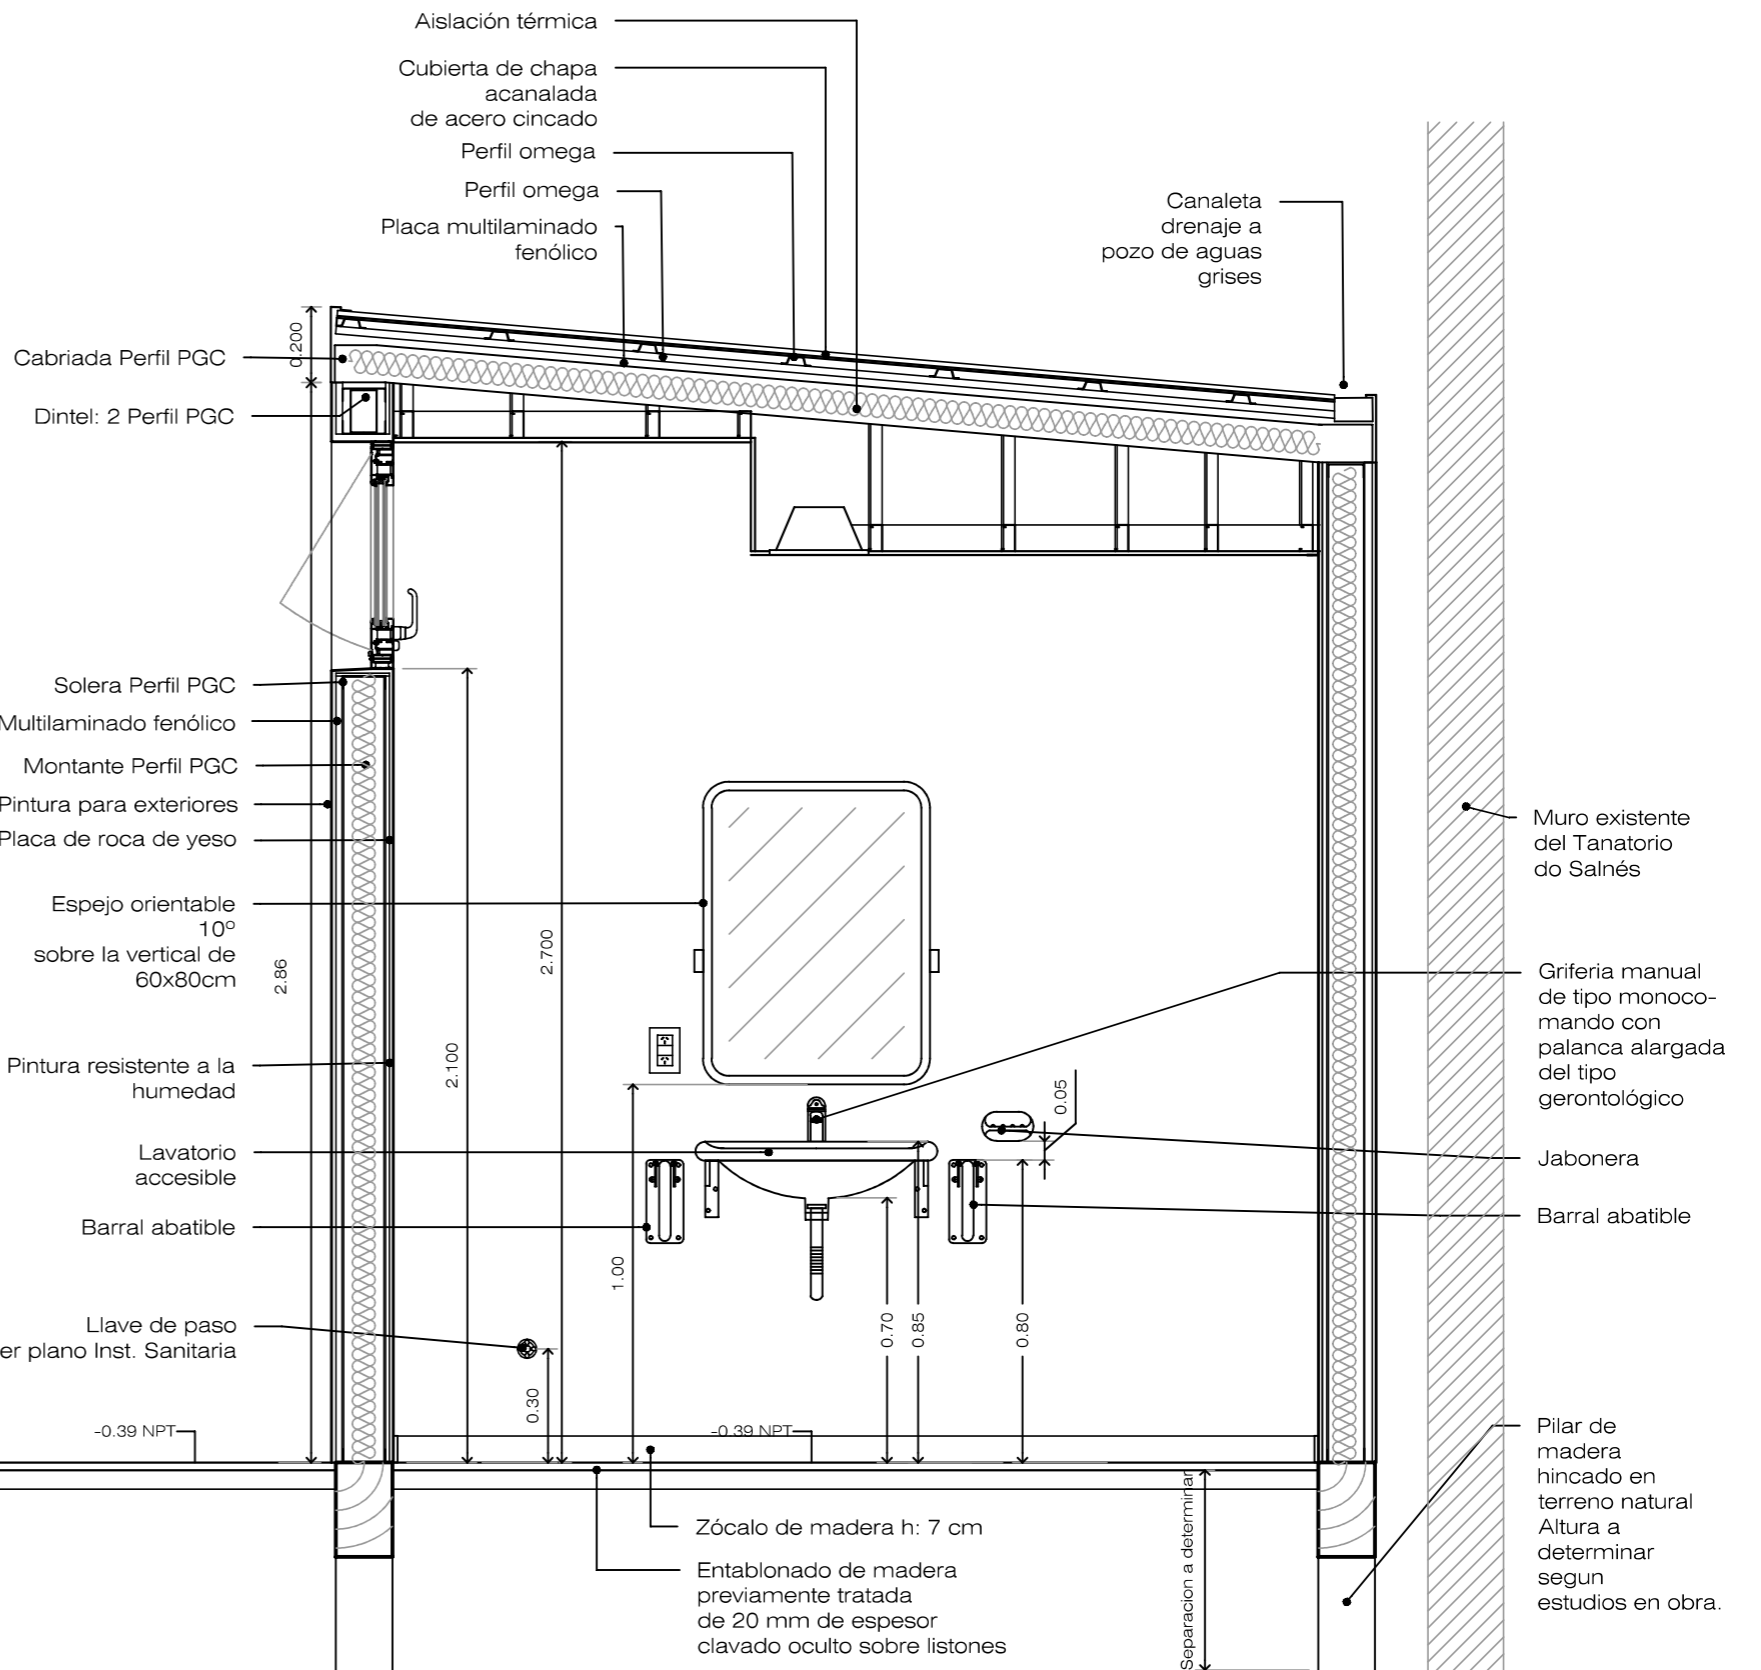 Aislación térmica
Cubierta de chapa
acanalada
de acero cincado
Perfil omega
Perfil omega
Placa multilaminado
fenólico
Canaleta
drenaje a
pozo de aguas
grises
0.200
Cabriada Perfil PGC
Dintel: 2 Perfil PGC
Solera Perfil PGC
Multilaminado fenólico
Montante Perfil PGC
Pintura para exteriores
Placa de roca de yeso
Espejo orientable
10º
sobre la vertical de
60x80cm
2.86
2.700
2.100
Pintura resistente a la
humedad
Lavatorio
accesible
Barral abatible
1.00
Llave de paso
er plano Inst. Sanitaria
0.30
0.70
0.85
0.80
0.05
Muro existente
del Tanatorio
do Salnés
Griferia manual
de tipo monoco-
mando con
palanca alargada
del tipo
gerontológico
Jabonera
Barral abatible
-0.39 NPT
-0.39 NPT
Zócalo de madera h: 7 cm
Entablonado de madera
previamente tratada
de 20 mm de espesor
clavado oculto sobre listones
Separacion a determinar
Pilar de
madera
hincado en
terreno natural
Altura a
determinar
segun
estudios en obra.